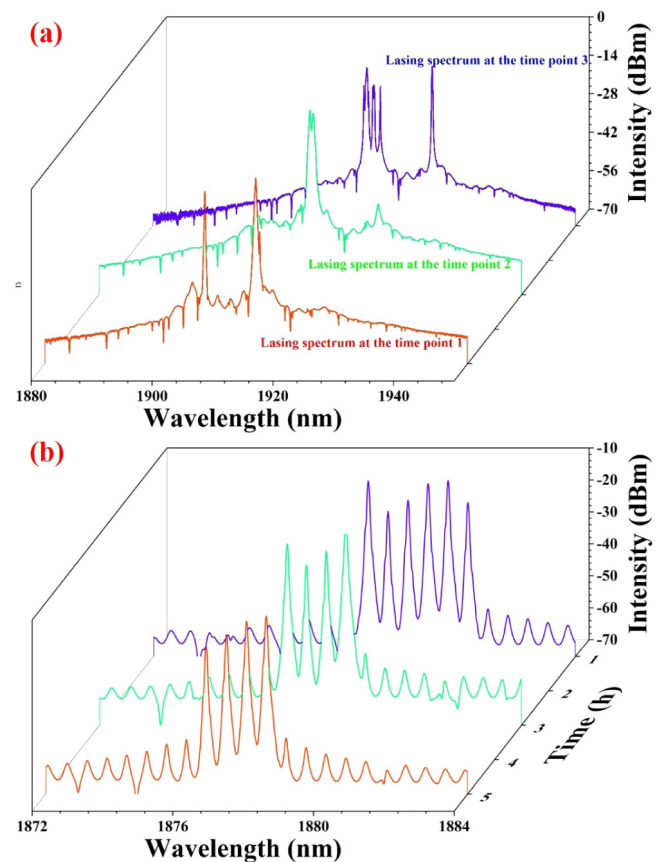 (a)
0
-14
-28
-42
-56
-70
Intensity (dBm)
Lasing spectrum at the time point 3
Lasing spectrum at the time point 2
Lasing spectrum at the time point 1
1880
1900
1920
1940
Wavelength (nm)
(b)
-10
-20
-30
-40
-50
-60
-70
Intensity (dBm)
1
2
3
4
5
Time (h)
1872
1876
1880
1884
Wavelength (nm)